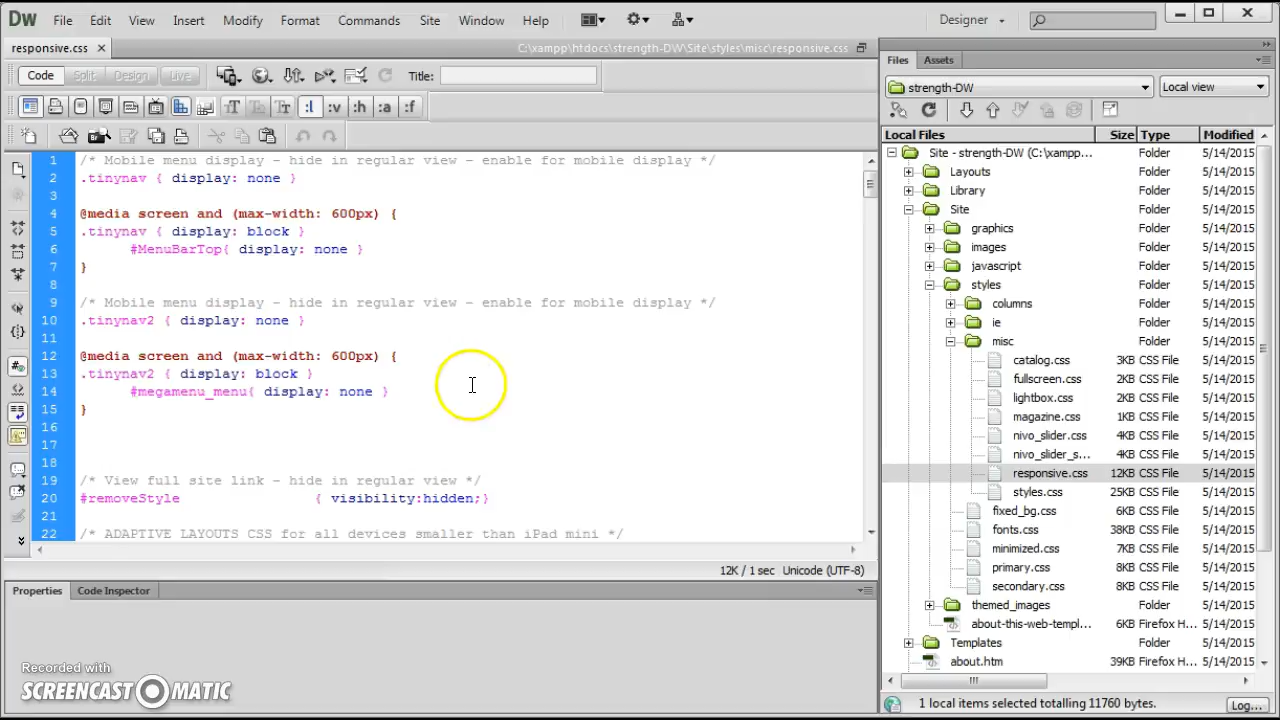 DW File Edit View Insert Modify Format Commands Site Window Help Designer
responsive.css C:\xampp\htdocs\strength-DW\Site\styles\misc\responsive.css
Code Split Design Live Title:
:l :v :h :a :f
1 /* Mobile menu display - hide in regular view - enable for mobile display */
2 .tinynav { display: none }
3
4 @media screen and (max-width: 600px) {
5 .tinynav { display: block }
6 #MenuBarTop{ display: none }
7 }
8
9 /* Mobile menu display - hide in regular view - enable for mobile display */
10 .tinynav2 { display: none }
11
12 @media screen and (max-width: 600px) {
13 .tinynav2 { display: block }
14 #megamenu_menu{ display: none }
15 }
16
17
18
19 /* View full site link - hide in regular view */
20 #removeStyle { visibility:hidden;}
21
22 /* ADAPTIVE LAYOUTS CSS for all devices smaller than iPad mini */
12K / 1 sec Unicode (UTF-8)
Properties Code Inspector
Recorded with
SCREENCAST-O-MATIC
Files Assets
strength-DW Local view
Local Files Size Type Modified
Site - strength-DW (C:\xampp... Folder 5/14/2015
Layouts Folder 5/14/2015
Library Folder 5/14/2015
Site Folder 5/14/2015
graphics Folder 5/14/2015
images Folder 5/14/2015
javascript Folder 5/14/2015
styles Folder 5/14/2015
columns Folder 5/14/2015
ie Folder 5/14/2015
misc Folder 5/14/2015
catalog.css 3KB CSS File 5/14/2015
fullscreen.css 1KB CSS File 5/14/2015
lightbox.css 2KB CSS File 5/14/2015
magazine.css 1KB CSS File 5/14/2015
nivo_slider.css 4KB CSS File 5/14/2015
nivo_slider_s... 4KB CSS File 5/14/2015
responsive.css 12KB CSS File 5/14/2015
styles.css 25KB CSS File 5/14/2015
fixed_bg.css 6KB CSS File 5/14/2015
fonts.css 38KB CSS File 5/14/2015
minimized.css 7KB CSS File 5/14/2015
primary.css 8KB CSS File 5/14/2015
secondary.css 8KB CSS File 5/14/2015
themed_images Folder 5/14/2015
about-this-web-templ... 6KB Firefox H... 5/14/2015
Templates Folder 5/14/2015
about.htm 39KB Firefox H... 5/14/2015
1 local items selected totalling 11760 bytes. Log...